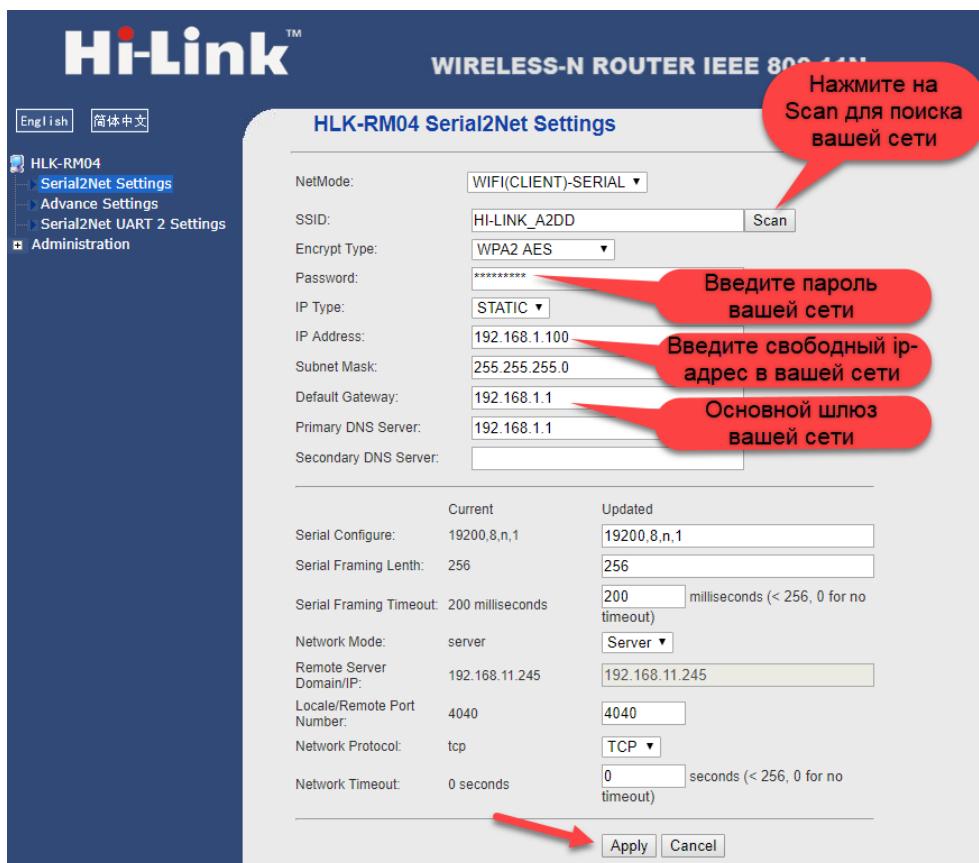 Hi-Link™
WIRELESS-N ROUTER IEEE 802.11N
Нажмите на
Scan для поиска
вашей сети
English 简体中文
HLK-RM04
Serial2Net Settings
Advance Settings
Serial2Net UART 2 Settings
Administration
HLK-RM04 Serial2Net Settings
NetMode: WIFI(CLIENT)-SERIAL
SSID: HI-LINK_A2DD Scan
Encrypt Type: WPA2 AES
Password: *********
Введите пароль
вашей сети
IP Type: STATIC
IP Address: 192.168.1.100
Введите свободный ip-
адрес в вашей сети
Subnet Mask: 255.255.255.0
Default Gateway: 192.168.1.1
Основной шлюз
вашей сети
Primary DNS Server: 192.168.1.1
Secondary DNS Server:
Current Updated
Serial Configure: 19200,8,n,1 19200,8,n,1
Serial Framing Lenth: 256 256
Serial Framing Timeout: 200 milliseconds 200 milliseconds (< 256, 0 for no
timeout)
Network Mode: server Server
Remote Server
Domain/IP: 192.168.11.245 192.168.11.245
Locale/Remote Port
Number: 4040 4040
Network Protocol: tcp TCP
Network Timeout: 0 seconds 0 seconds (< 256, 0 for no
timeout)
Apply Cancel